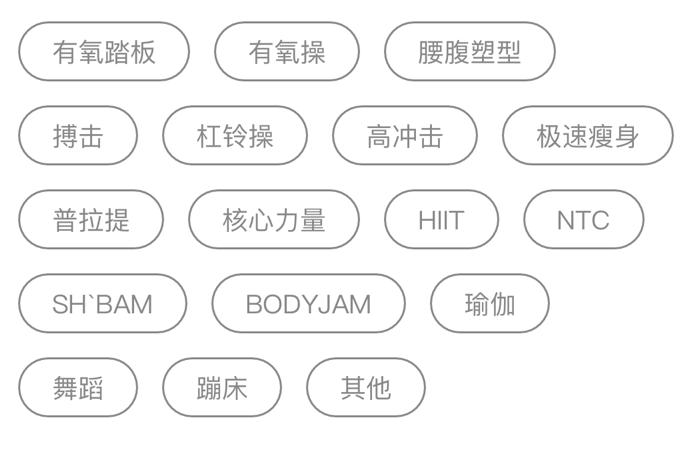 有氧踏板 有氧操 腰腹塑型
搏击 杠铃操 高冲击 极速瘦身
普拉提 核心力量 HIIT NTC
SH`BAM BODYJAM 瑜伽
舞蹈 蹦床 其他